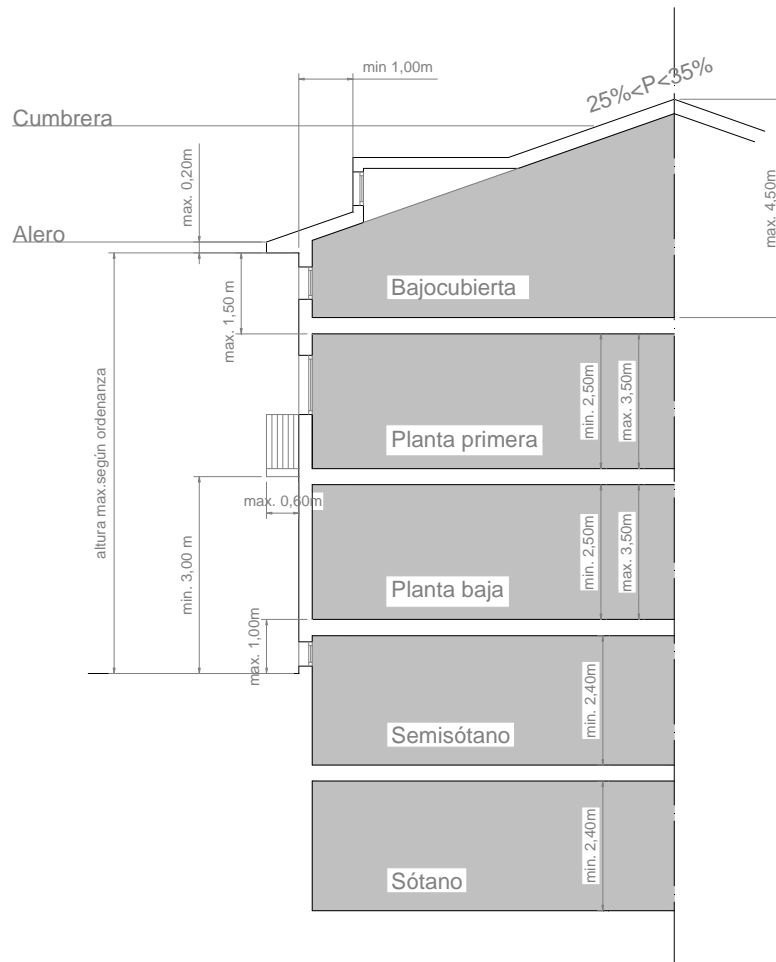 min 1,00m
25%<P<35%
Cumbrera
max. 0,20m
max. 4,50m
Alero
Bajocubierta
max. 1,50 m
altura max.según ordenanza
min. 2,50m
max. 3,50m
Planta primera
max. 0,60m
min. 3,00 m
min. 2,50m
max. 3,50m
Planta baja
max. 1,00m
min. 2,40m
Semisótano
min. 2,40m
Sótano